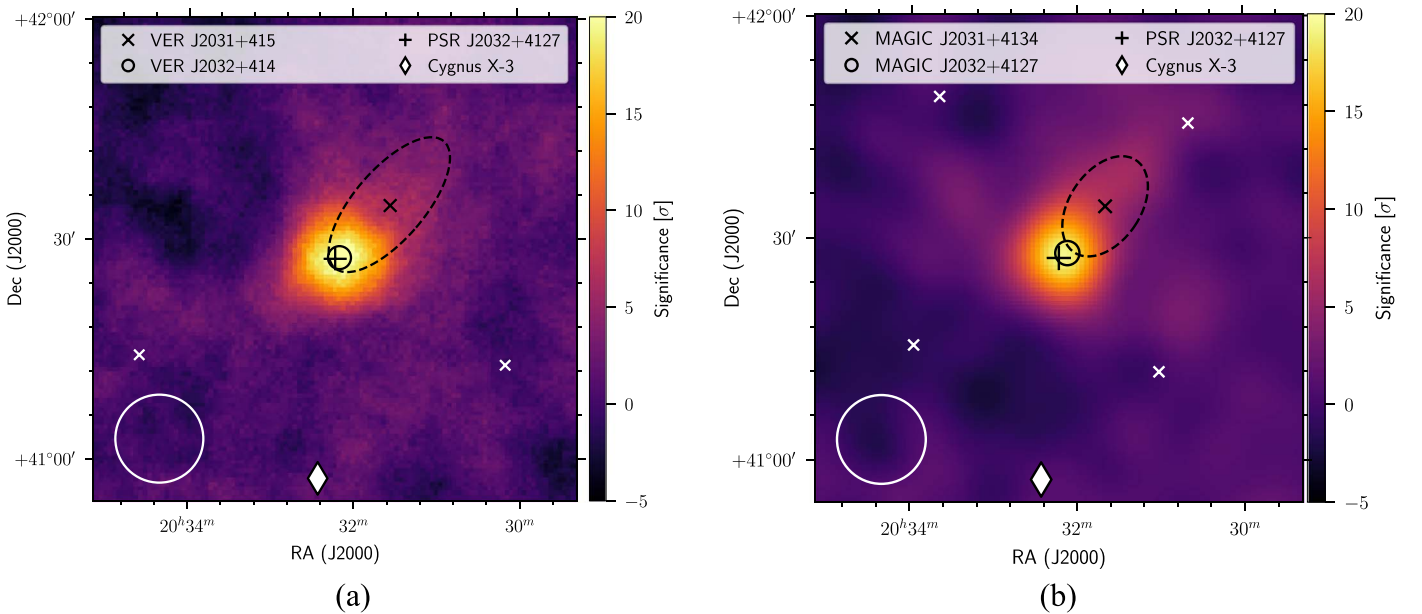 +42°00′
× VER J2031+415
+ PSR J2032+4127
○ VER J2032+414
◊ Cygnus X-3
30′
+41°00′
Dec (J2000)
20ʰ34ᵐ
32ᵐ
30ᵐ
RA (J2000)
20
15
10
5
0
−5
Significance [σ]
(a)
+42°00′
× MAGIC J2031+4134
+ PSR J2032+4127
○ MAGIC J2032+4127
◊ Cygnus X-3
30′
+41°00′
Dec (J2000)
20ʰ34ᵐ
32ᵐ
30ᵐ
RA (J2000)
20
15
10
5
0
−5
Significance [σ]
(b)